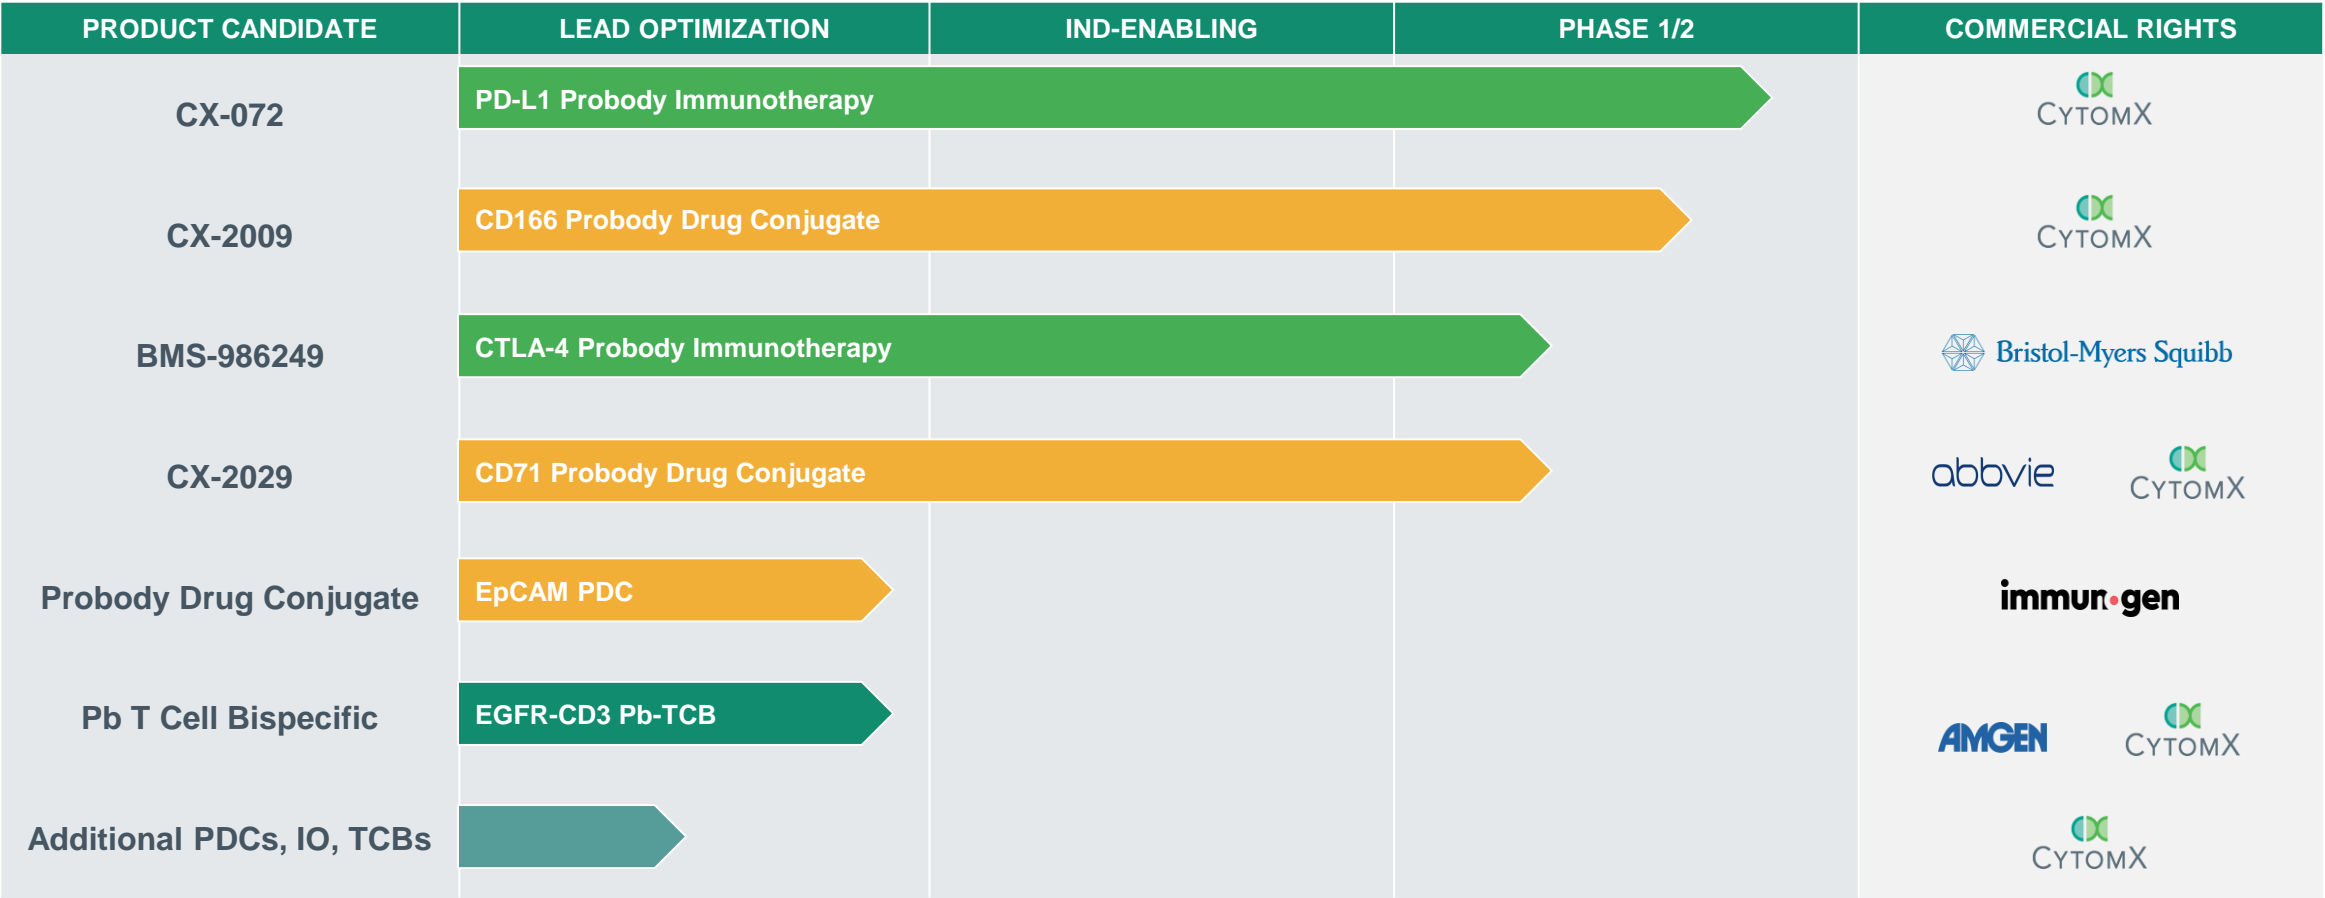 PRODUCT CANDIDATE LEAD OPTIMIZATION IND-ENABLING PHASE 1/2 COMMERCIAL RIGHTS
CX-072 PD-L1 Probody Immunotherapy CYTOMX
CX-2009 CD166 Probody Drug Conjugate CYTOMX
BMS-986249 CTLA-4 Probody Immunotherapy Bristol-Myers Squibb
CX-2029 CD71 Probody Drug Conjugate abbvie CYTOMX
Probody Drug Conjugate EpCAM PDC immun•gen
Pb T Cell Bispecific EGFR-CD3 Pb-TCB AMGEN CYTOMX
Additional PDCs, IO, TCBs CYTOMX